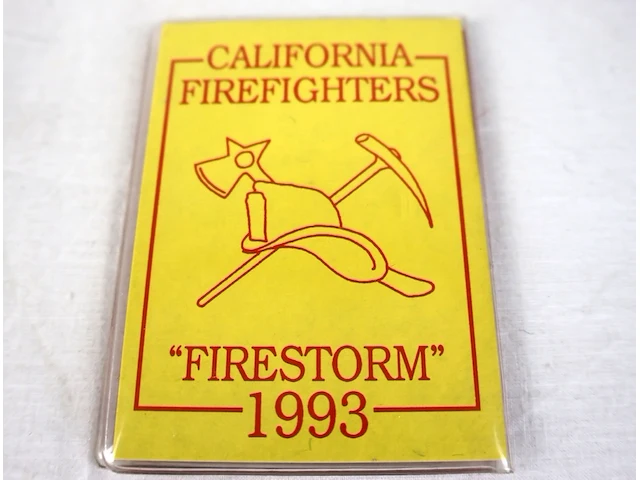 CALIFORNIA
FIREFIGHTERS
“FIRESTORM”
1993